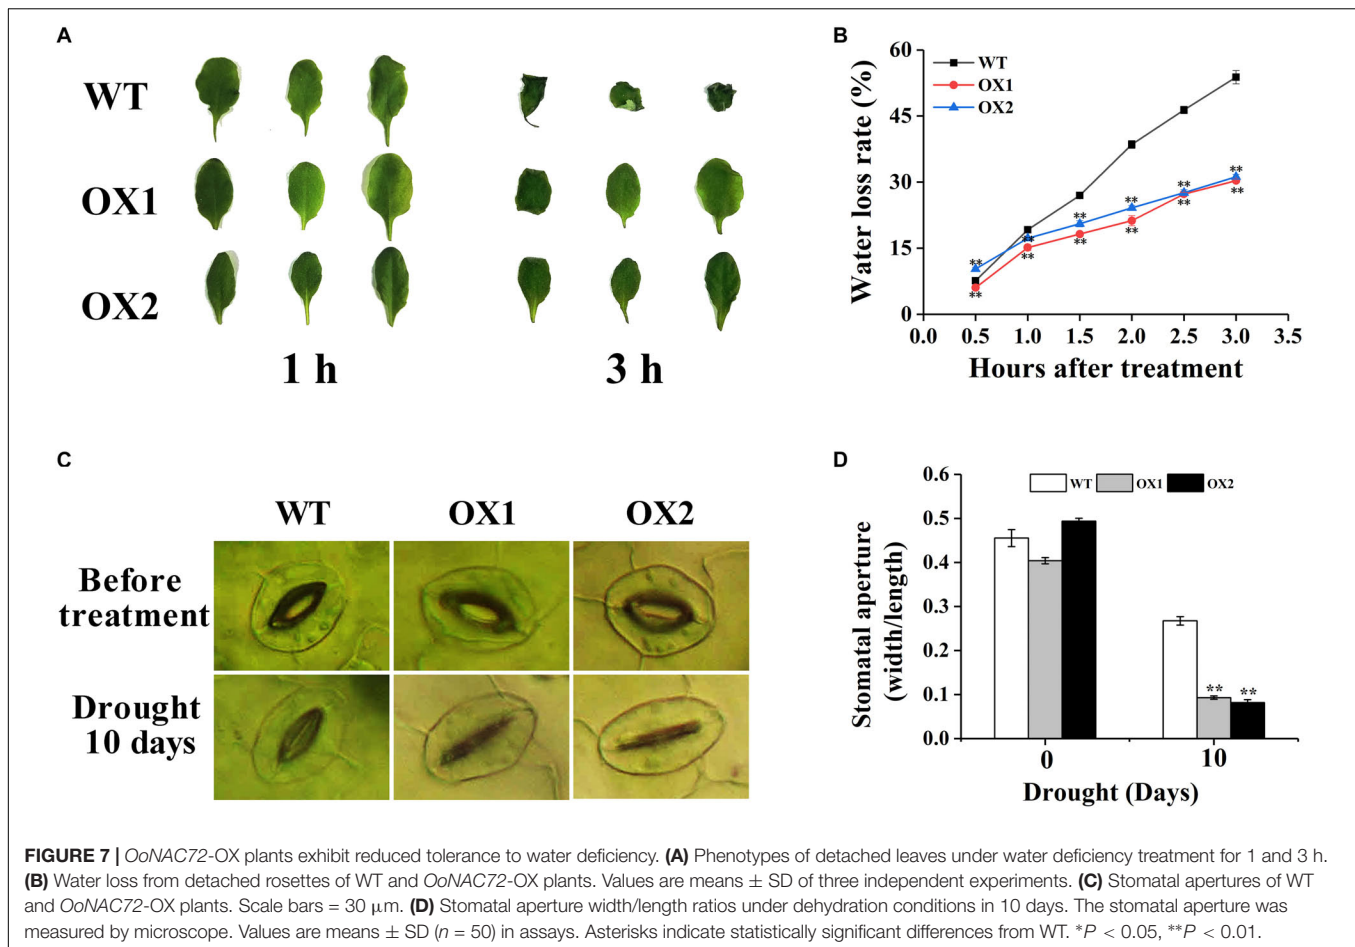 A
WT
OX1
OX2
1 h
3 h
B
Water loss rate (%)
60
45
30
15
0
WT
OX1
OX2
**
**
**
**
**
**
**
**
**
**
**
**
0.0 0.5 1.0 1.5 2.0 2.5 3.0 3.5
Hours after treatment
C
WT OX1 OX2
Before
treatment
Drought
10 days
D
Stomatal aperture
(width/length)
0.6
0.5
0.4
0.3
0.2
0.1
0.0
WT OX1 OX2
** **
0 10
Drought (Days)
FIGURE 7 | OoNAC72-OX plants exhibit reduced tolerance to water deficiency. (A) Phenotypes of detached leaves under water deficiency treatment for 1 and 3 h.
(B) Water loss from detached rosettes of WT and OoNAC72-OX plants. Values are means ± SD of three independent experiments. (C) Stomatal apertures of WT
and OoNAC72-OX plants. Scale bars = 30 μm. (D) Stomatal aperture width/length ratios under dehydration conditions in 10 days. The stomatal aperture was
measured by microscope. Values are means ± SD (n = 50) in assays. Asterisks indicate statistically significant differences from WT. *P < 0.05, **P < 0.01.